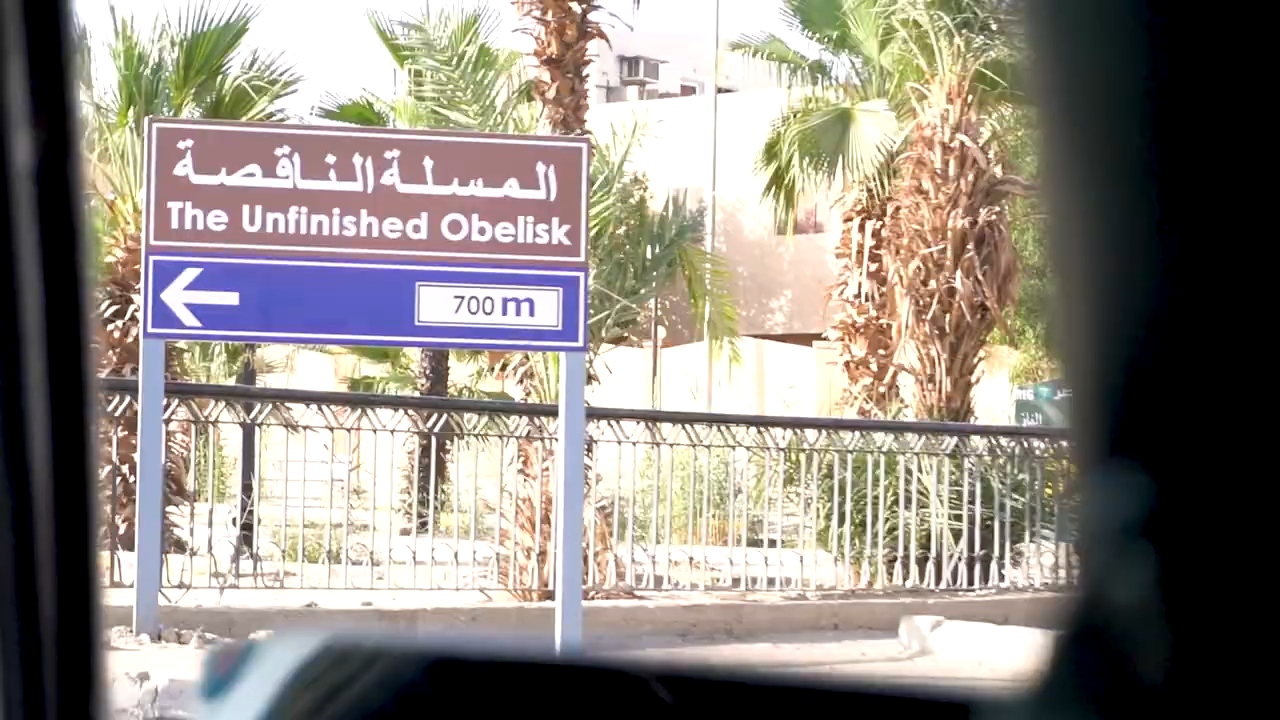 المسلة الناقصة
The Unfinished Obelisk
700 m